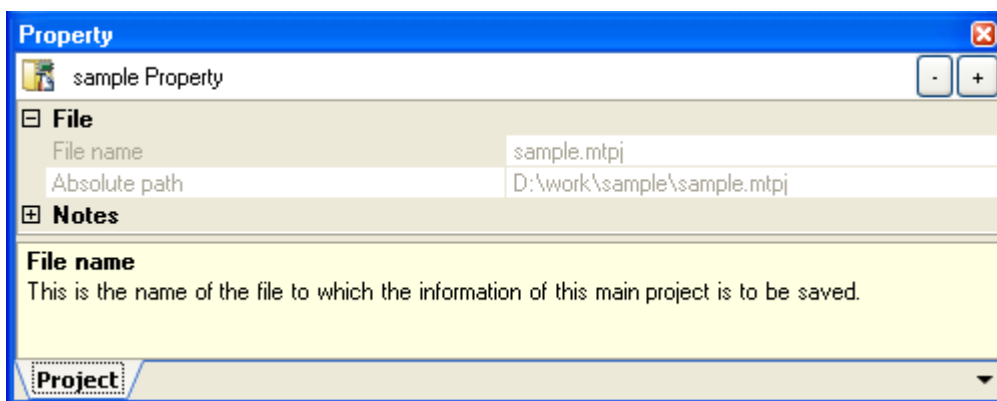 Property
sample Property - +
File
File name sample.mtpj
Absolute path D:\work\sample\sample.mtpj
Notes
File name
This is the name of the file to which the information of this main project is to be saved.
Project